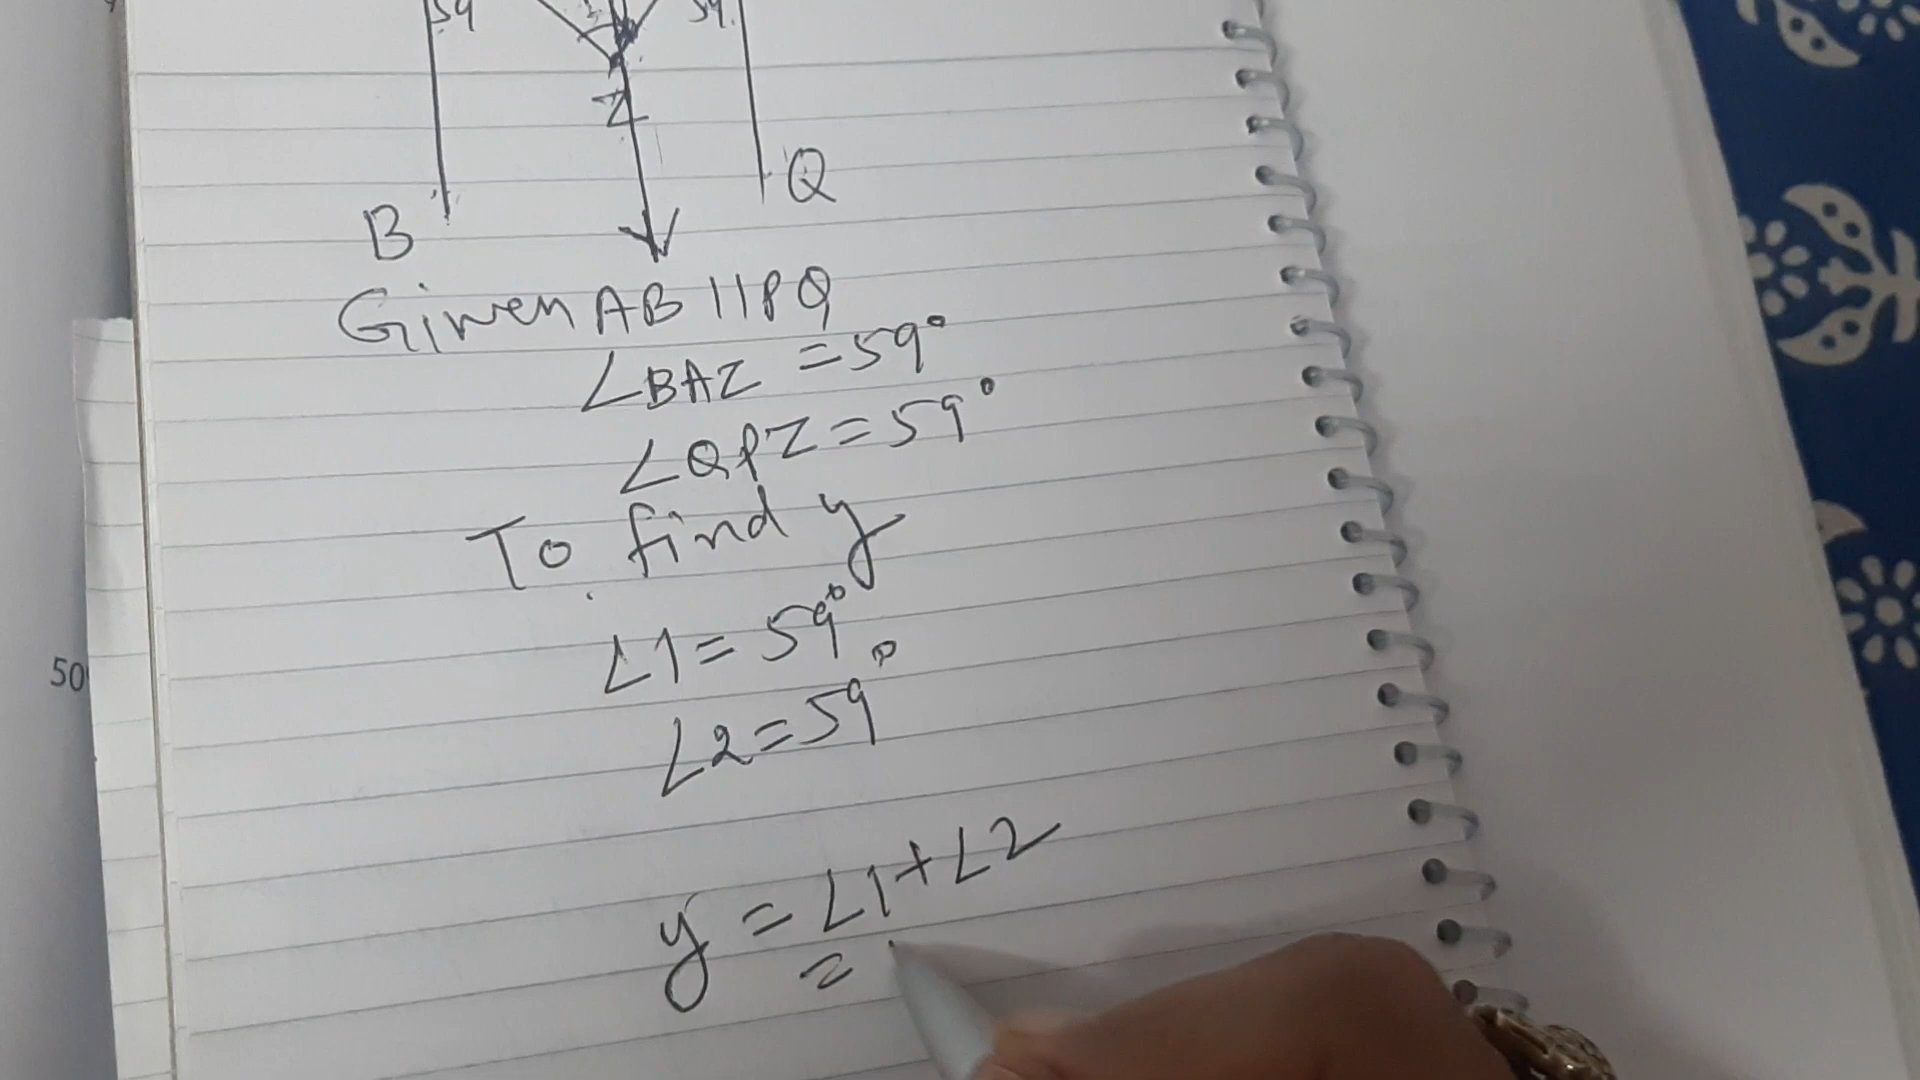 59
59
Z
Q
B
Given AB || PQ
∠BAZ = 59°
∠QPZ = 59°
To find y
∠1 = 59°
∠2 = 59°
y = ∠1 + ∠2
=
50